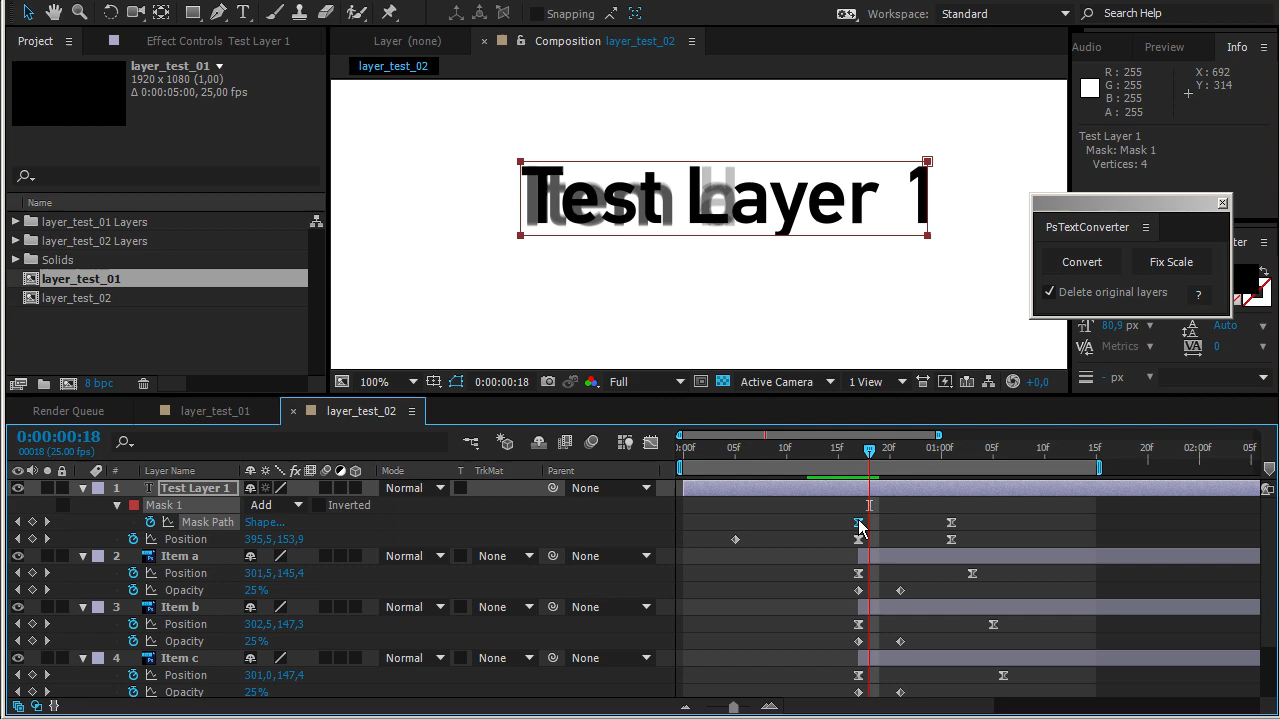 Snapping
Workspace: Standard
Search Help
Project
Effect Controls Test Layer 1
Layer (none)
Composition layer_test_02
Audio
Preview
Info
layer_test_01
1920 x 1080 (1,00)
Δ 0:00:05:00, 25,00 fps
layer_test_02
R : 255
G : 255
B : 255
A : 255
X: 692
Y: 314
Test Layer 1
Mask: Mask 1
Vertices: 4
Test Layer 1
PsTextConverter
Convert
Fix Scale
Delete original layers
?
80,9 px
Auto
Metrics
0
- px
Name
layer_test_01 Layers
layer_test_02 Layers
Solids
layer_test_01
layer_test_02
8 bpc
100%
0:00:00:18
Full
Active Camera
1 View
+0,0
Render Queue
layer_test_01
layer_test_02
0:00:00:18
00018 (25.00 fps)
05f 10f 15f 20f 01:00f 05f 10f 15f 02:00f 05f
# Layer Name Mode T TrkMat Parent
1 Test Layer 1 Normal None
Mask 1 Add Inverted
Mask Path Shape...
Position 395,5,153,9
2 Item a Normal None None
Position 301,5,145,4
Opacity 25%
3 Item b Normal None None
Position 302,5,147,3
Opacity 25%
4 Item c Normal None None
Position 301,0,147,4
Opacity 25%